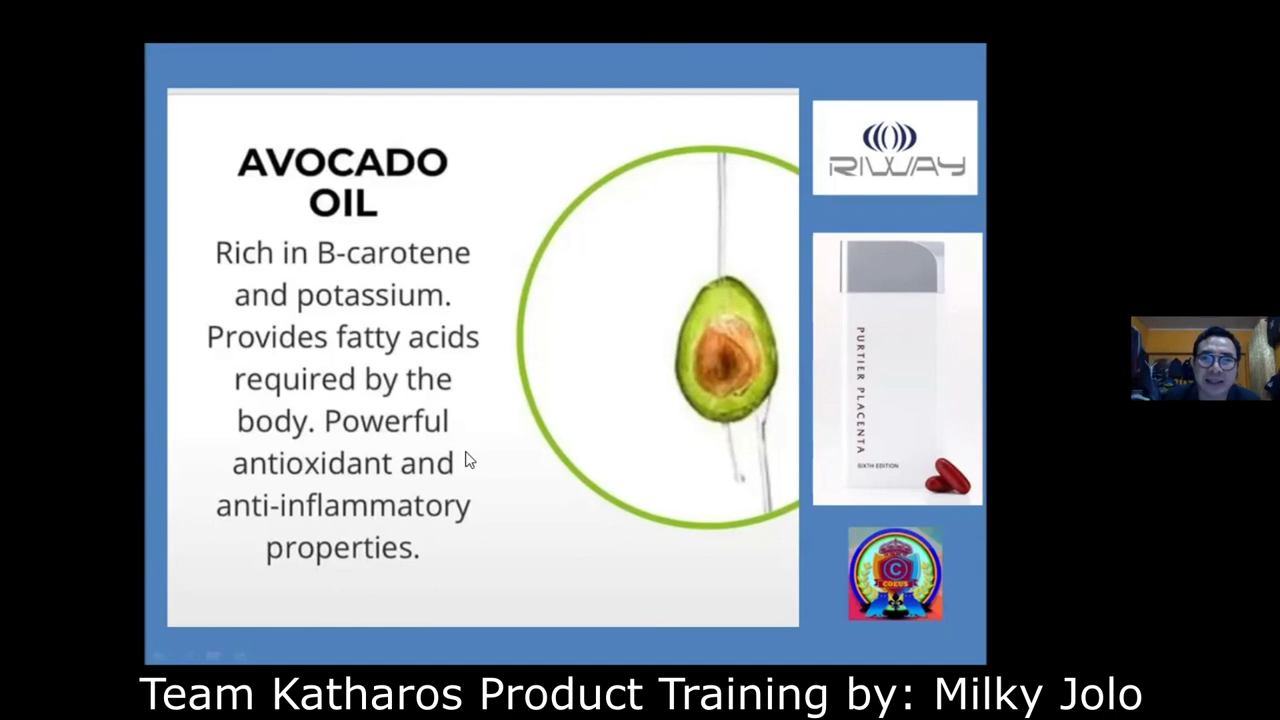 AVOCADO
OIL
Rich in B-carotene
and potassium.
Provides fatty acids
required by the
body. Powerful
antioxidant and
anti-inflammatory
properties.
RIWAY
PURTIER PLACENTA
SIXTH EDITION
C
COEUS
Team Katharos Product Training by: Milky Jolo